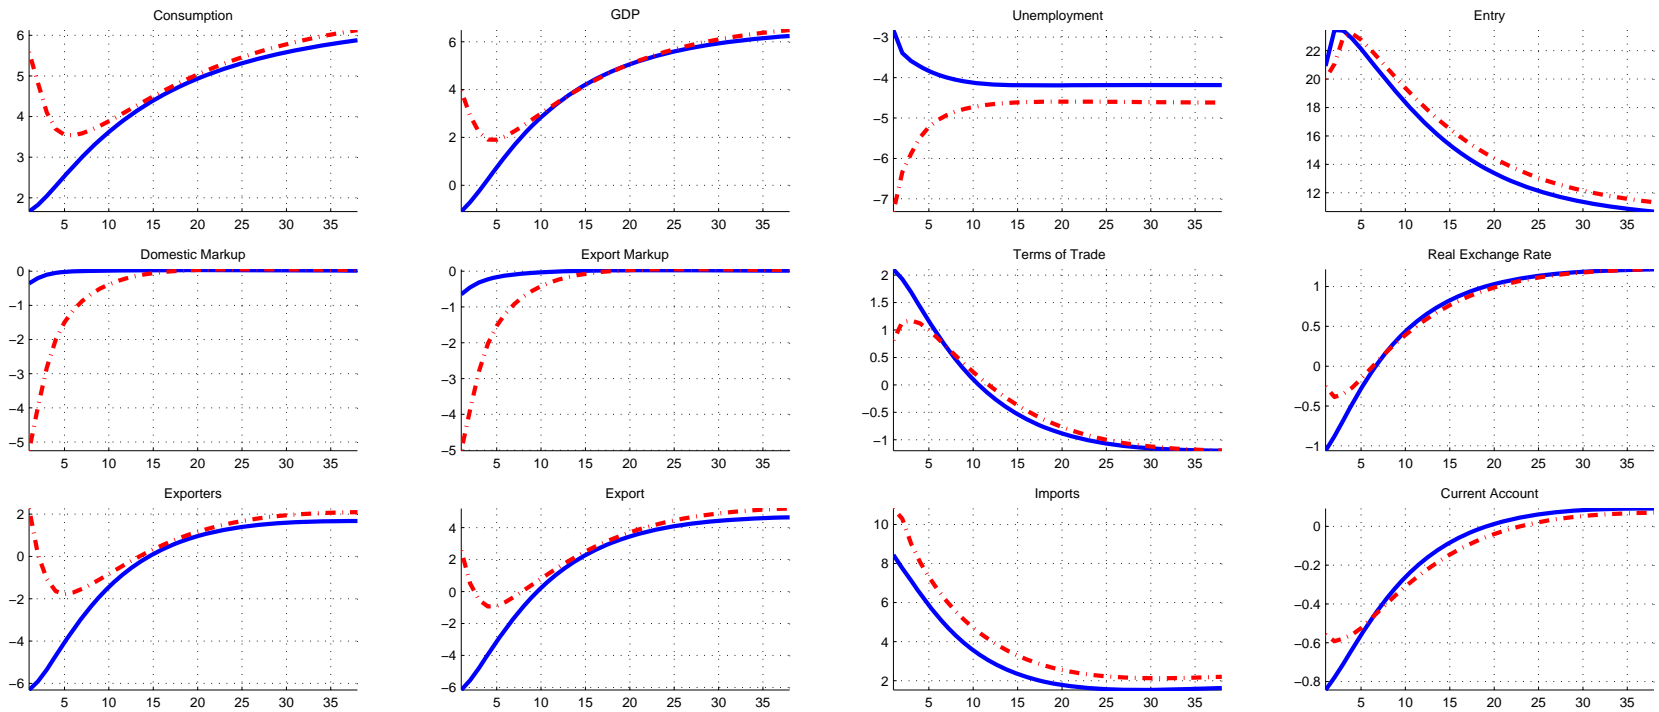 Consumption
6
5
4
3
2
5 10 15 20 25 30 35
GDP
6
4
2
0
5 10 15 20 25 30 35
Unemployment
−3
−4
−5
−6
−7
5 10 15 20 25 30 35
Entry
22
20
18
16
14
12
5 10 15 20 25 30 35
Domestic Markup
0
−1
−2
−3
−4
−5
5 10 15 20 25 30 35
Export Markup
0
−1
−2
−3
−4
−5
5 10 15 20 25 30 35
Terms of Trade
2
1.5
1
0.5
0
−0.5
−1
5 10 15 20 25 30 35
Real Exchange Rate
1
0.5
0
−0.5
−1
5 10 15 20 25 30 35
Exporters
2
0
−2
−4
−6
5 10 15 20 25 30 35
Export
4
2
0
−2
−4
−6
5 10 15 20 25 30 35
Imports
10
8
6
4
2
5 10 15 20 25 30 35
Current Account
0
−0.2
−0.4
−0.6
−0.8
5 10 15 20 25 30 35